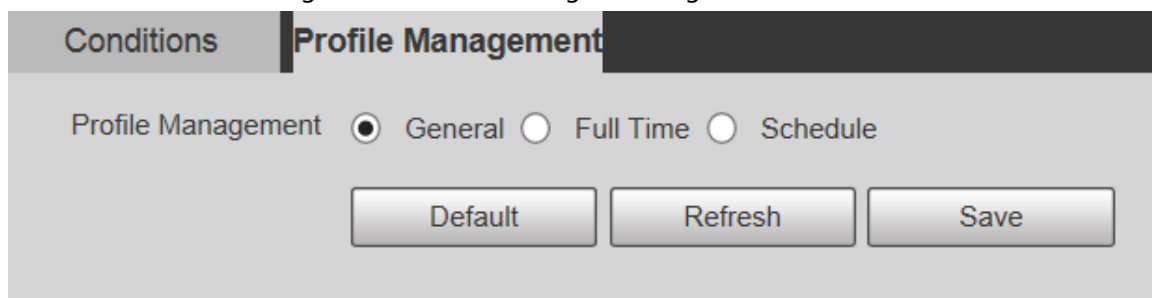 Conditions Profile Management
Profile Management General Full Time Schedule
Default Refresh Save